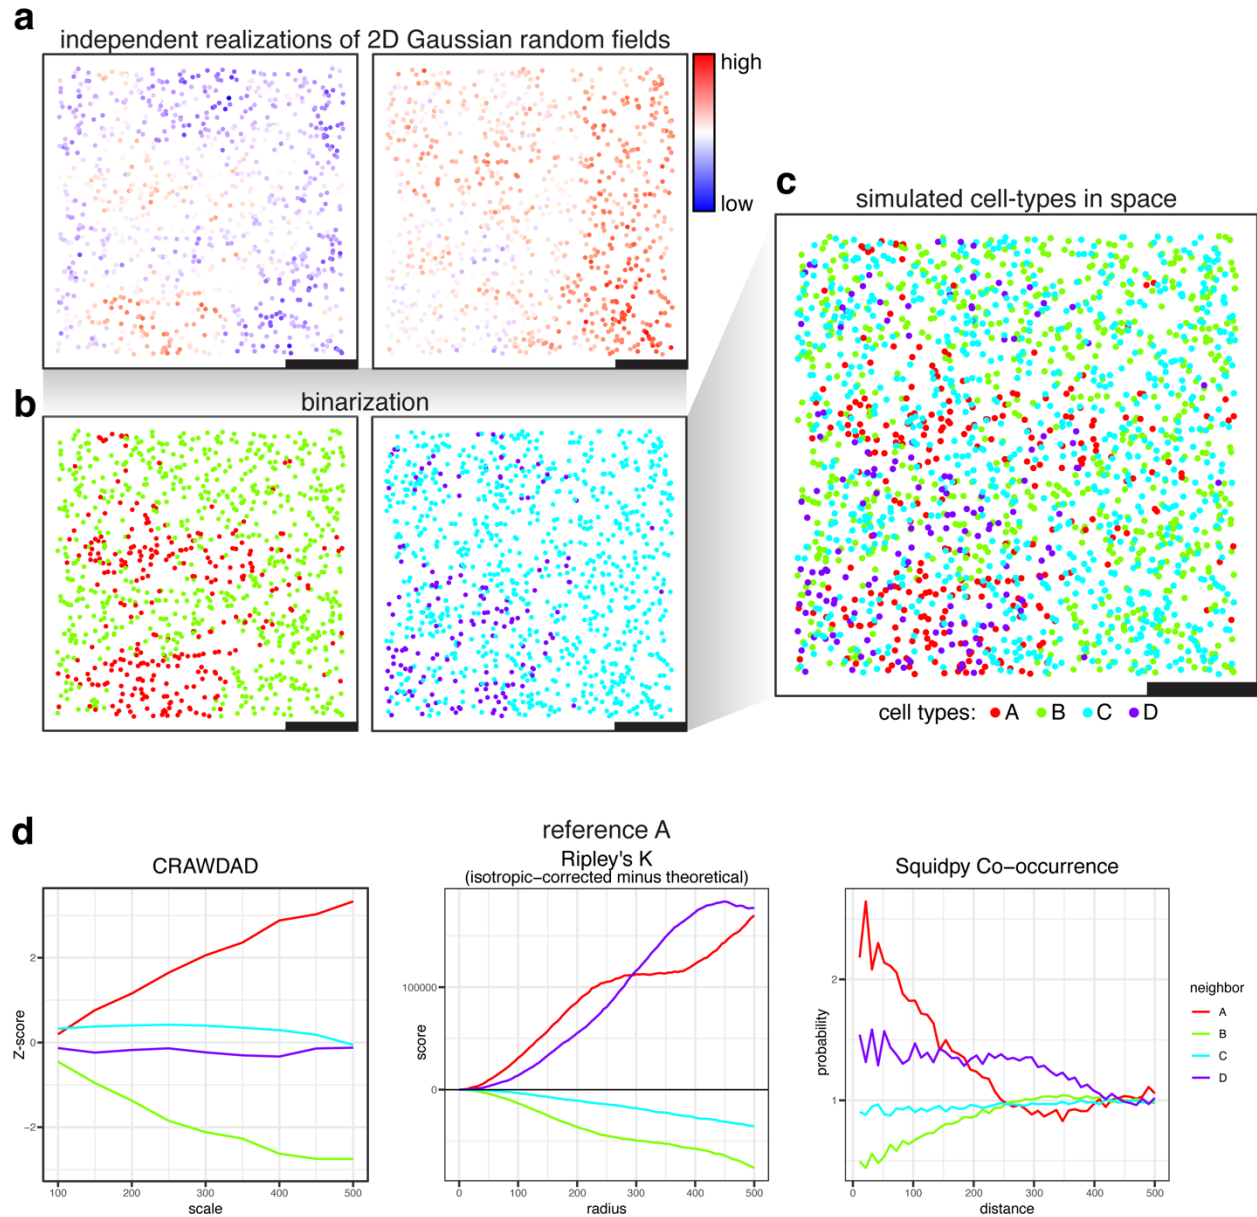 a
independent realizations of 2D Gaussian random fields
high
low
b
binarization
c
simulated cell-types in space
cell types: A B C D
d
reference A
CRAWDAD
Z-score
2
0
−2
100 200 300 400 500
scale
Ripley's K
(isotropic−corrected minus theoretical)
score
100000
0
0 100 200 300 400 500
radius
Squidpy Co−occurrence
probability
2
1
0 100 200 300 400 500
distance
neighbor
A
B
C
D